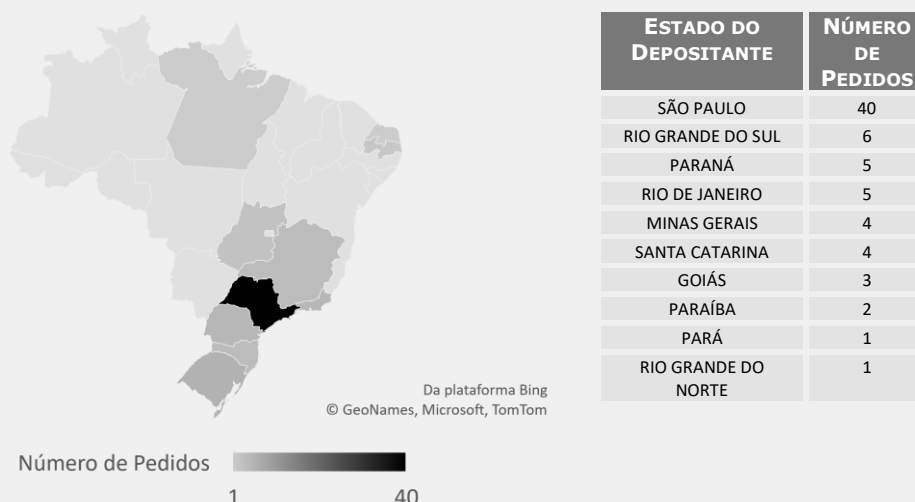 ESTADO DO
DEPOSITANTE
NÚMERO
DE
PEDIDOS
SÃO PAULO 40
RIO GRANDE DO SUL 6
PARANÁ 5
RIO DE JANEIRO 5
MINAS GERAIS 4
SANTA CATARINA 4
GOIÁS 3
PARAÍBA 2
PARÁ 1
RIO GRANDE DO 1
NORTE
Da plataforma Bing
© GeoNames, Microsoft, TomTom
Número de Pedidos
1 40